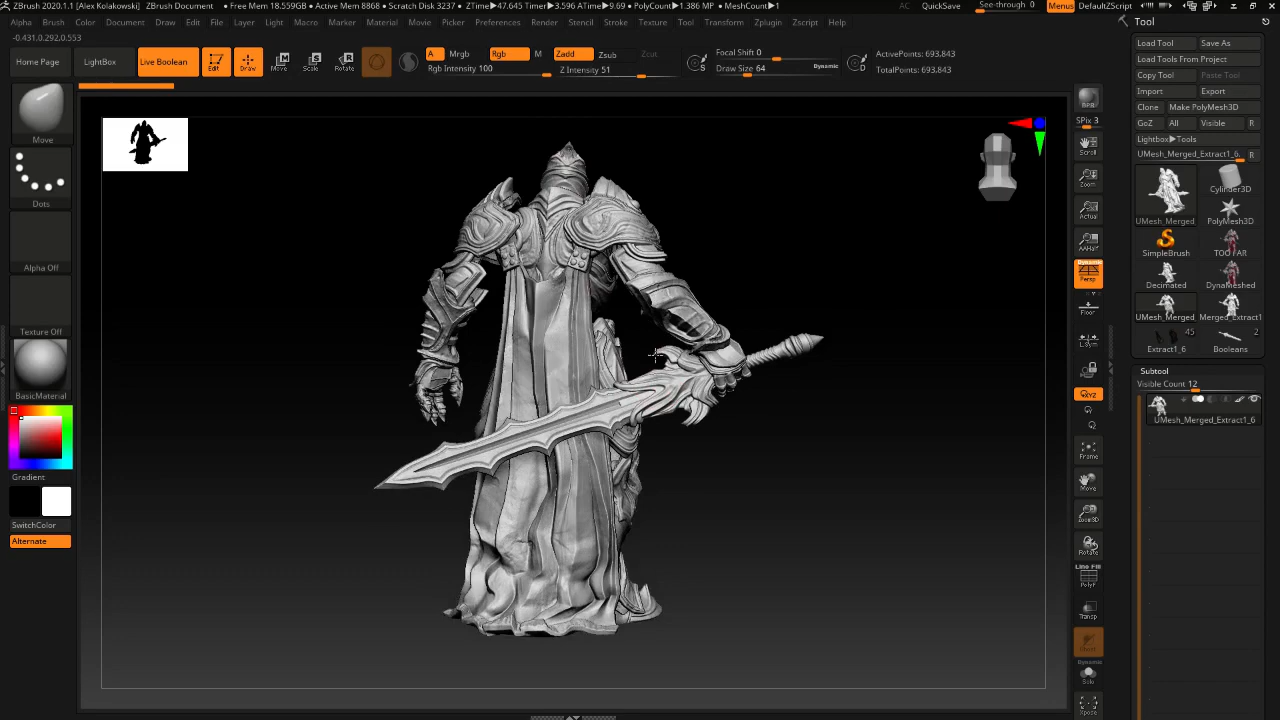 ZBrush 2020.1.1 [Alex Kolakowski] ZBrush Document • Free Mem 18.559GB • Active Mem 8868 • Scratch Disk 3237 • ZTime▶47.645 Timer▶3.596 ATime▶9.69 • PolyCount▶1.386 MP • MeshCount▶1 AC QuickSave See-through 0 Menus DefaultZScript
Alpha Brush Color Document Draw Edit File Layer Light Macro Marker Material Movie Picker Preferences Render Stencil Stroke Texture Tool Transform Zplugin Zscript Help
-0.431,0.292,0.553
Home Page LightBox Live Boolean Edit Draw Move Scale Rotate
A Mrgb Rgb M Zadd Zsub Zcut
Rgb Intensity 100 Z Intensity 51
S Focal Shift 0
Draw Size 64 Dynamic D
ActivePoints: 693,843
TotalPoints: 693,843
Move
Dots
Alpha Off
Texture Off
BasicMaterial
Gradient
SwitchColor
Alternate
BPR
SPix 3
Scroll
Zoom
Actual
AAHalf
Dynamic
Persp
Floor
L.Sym
XYZ
Frame
Move
Zoom3D
Rotate
Line Fill
PolyF
Transp
Ghost
Dynamic
Solo
Xpose
Tool
Load Tool Save As
Load Tools From Project
Copy Tool Paste Tool
Import Export
Clone Make PolyMesh3D
GoZ All Visible R
Lightbox▶Tools
UMesh_Merged_Extract1_6. R
UMesh_Merged Cylinder3D
PolyMesh3D
SimpleBrush TOO FAR
Decimated DynaMeshed
UMesh_Merged Merged_Extract1
45 2
Extract1_6 Booleans
Subtool
Visible Count 12
UMesh_Merged_Extract1_6